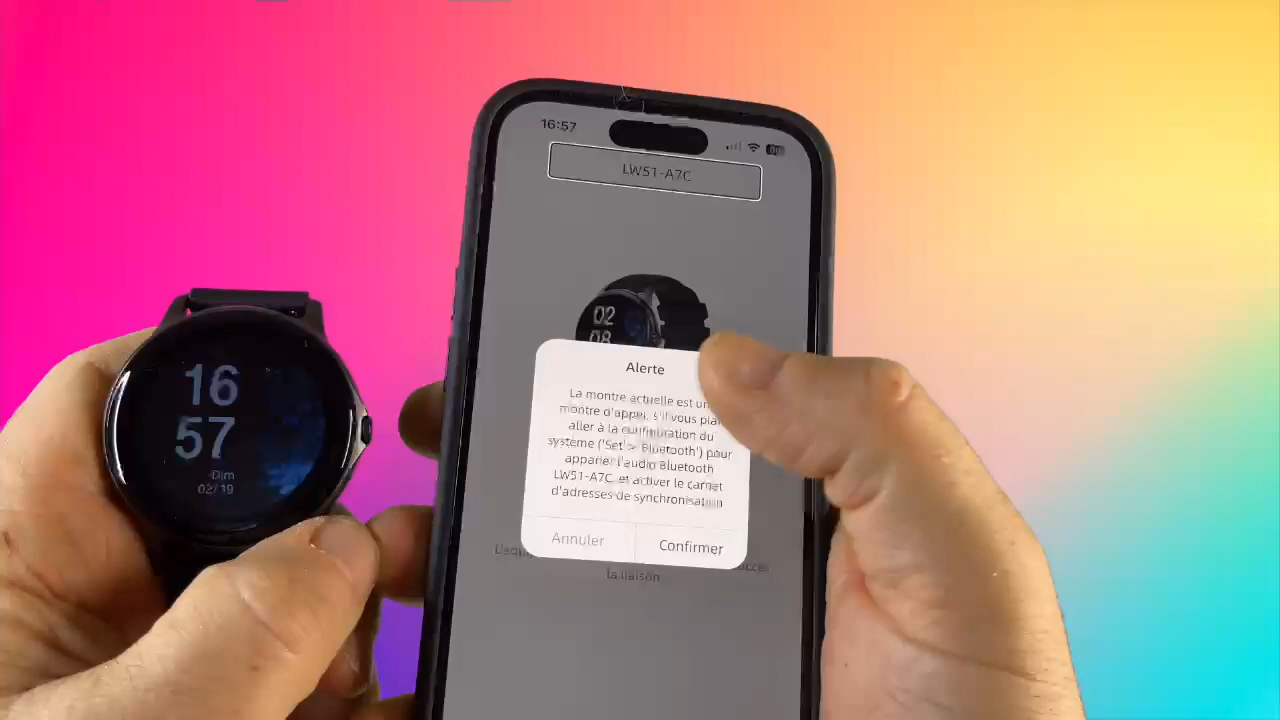 16:57
LW51-A7C
02
08
16
57
Dim
02/19
Alerte
La montre actuelle est un
montre d'appel, s'il vous plaî
aller à la configuration du
système ('Set' > 'Bluetooth') pour
apparier l'audio Bluetooth
LW51-A7C, et activer le carnet
d'adresses de synchronisation
Annuler
Confirmer
la liaison